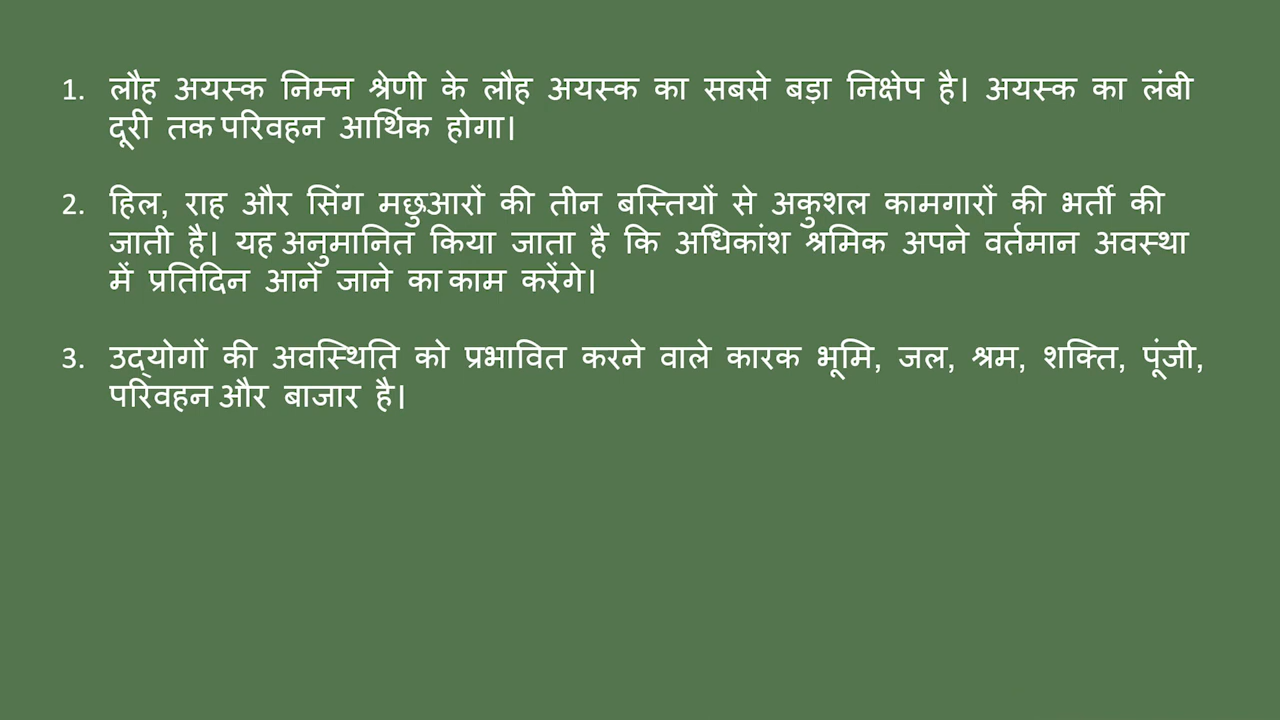 1. लौह अयस्क निम्न श्रेणी के लौह अयस्क का सबसे बड़ा निक्षेप है। अयस्क का लंबी
दूरी तक परिवहन आर्थिक होगा।
2. हिल, राह और सिंग मछुआरों की तीन बस्तियों से अकुशल कामगारों की भर्ती की
जाती है। यह अनुमानित किया जाता है कि अधिकांश श्रमिक अपने वर्तमान अवस्था
में प्रतिदिन आने जाने का काम करेंगे।
3. उद्योगों की अवस्थिति को प्रभावित करने वाले कारक भूमि, जल, श्रम, शक्ति, पूंजी,
परिवहन और बाजार है।